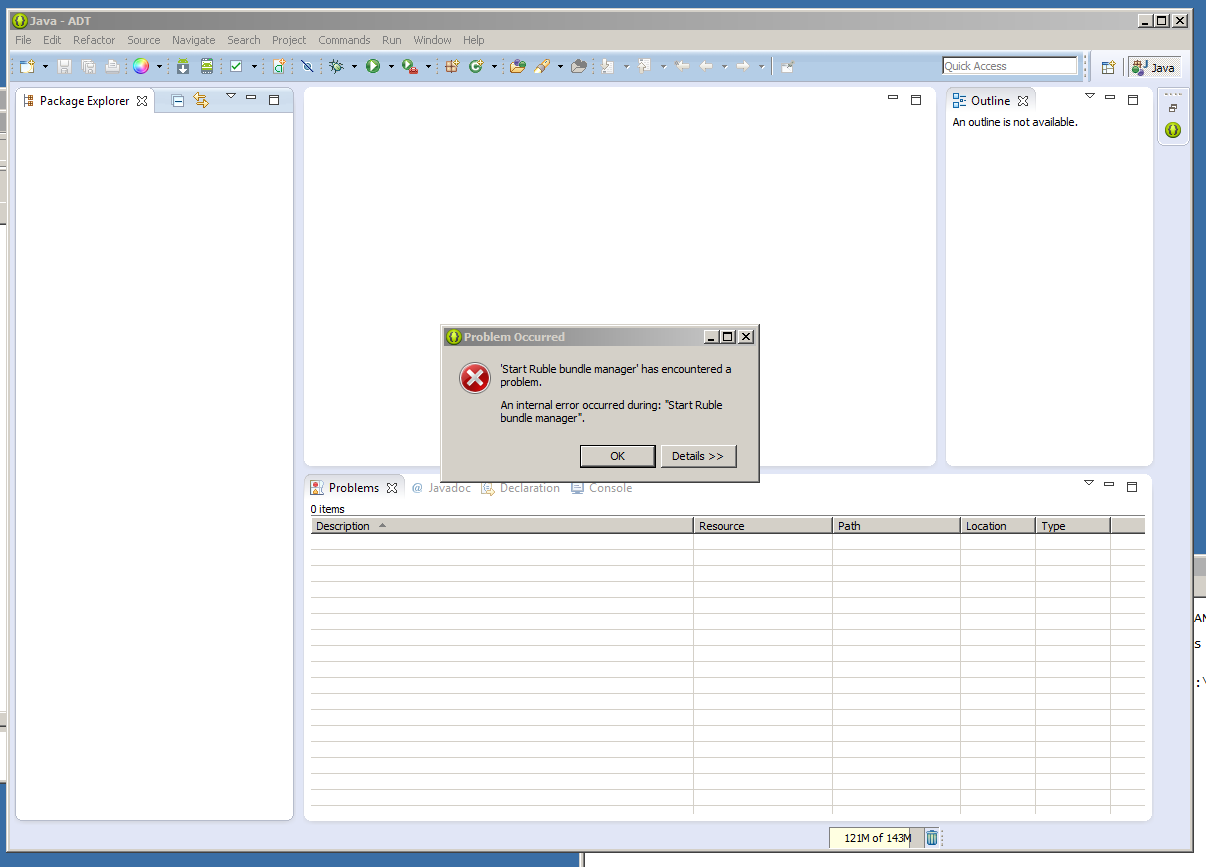 Java - ADT
File Edit Refactor Source Navigate Search Project Commands Run Window Help
Quick Access
Java
Package Explorer
Outline
An outline is not available.
Problem Occurred
'Start Ruble bundle manager' has encountered a
problem.
An internal error occurred during: "Start Ruble
bundle manager".
OK Details >>
Problems @ Javadoc Declaration Console
0 items
Description Resource Path Location Type
s
:\
121M of 143M